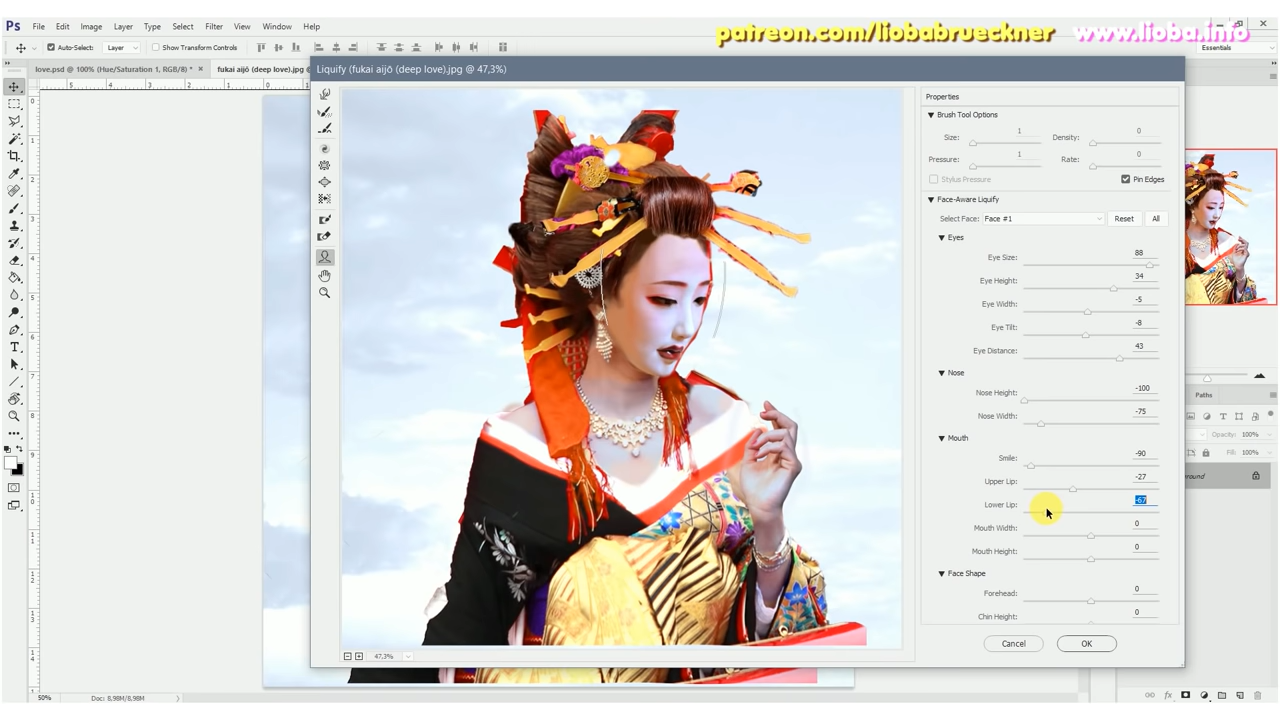 Ps File Edit Image Layer Type Select Filter View Window Help
patreon.com/liobabrueckner www.lioba.info
Auto-Select: Layer Show Transform Controls Essentials
love.psd @ 100% (Hue/Saturation 1, RGB/8) * × fukai aijō (deep love).jpg @
Liquify (fukai aijō (deep love).jpg @ 47,3%)
Properties
Brush Tool Options
Size: 1 Density: 0
Pressure: 1 Rate: 0
Stylus Pressure Pin Edges
Face-Aware Liquify
Select Face: Face #1 Reset All
Eyes
Eye Size: 88
Eye Height: 34
Eye Width: -5
Eye Tilt: -8
Eye Distance: 43
Nose
Nose Height: -100
Nose Width: -75
Mouth
Smile: -90
Upper Lip: -27
Lower Lip: -67
Mouth Width: 0
Mouth Height: 0
Face Shape
Forehead: 0
Chin Height: 0
Cancel OK
47,3%
Paths
Opacity: 100%
Fill: 100%
ground
50% Doc: 8,98M/8,98M